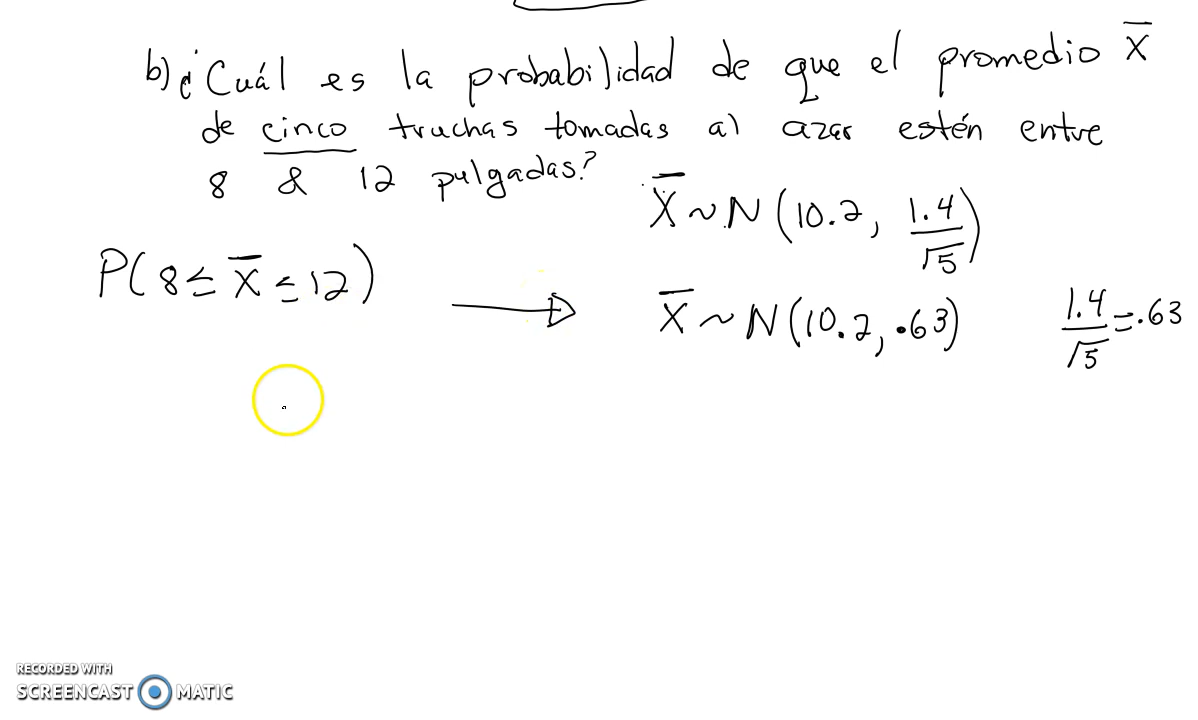 b) ¿Cuál es la probabilidad de que el promedio X̅
de cinco truchas tomadas al azar estén entre
8 & 12 pulgadas?
X̅ ~ N(10.2, 1.4/√5)
P(8 ≤ X̅ ≤ 12)
X̅ ~ N(10.2, .63)
1.4/√5 = .63
RECORDED WITH
SCREENCAST MATIC